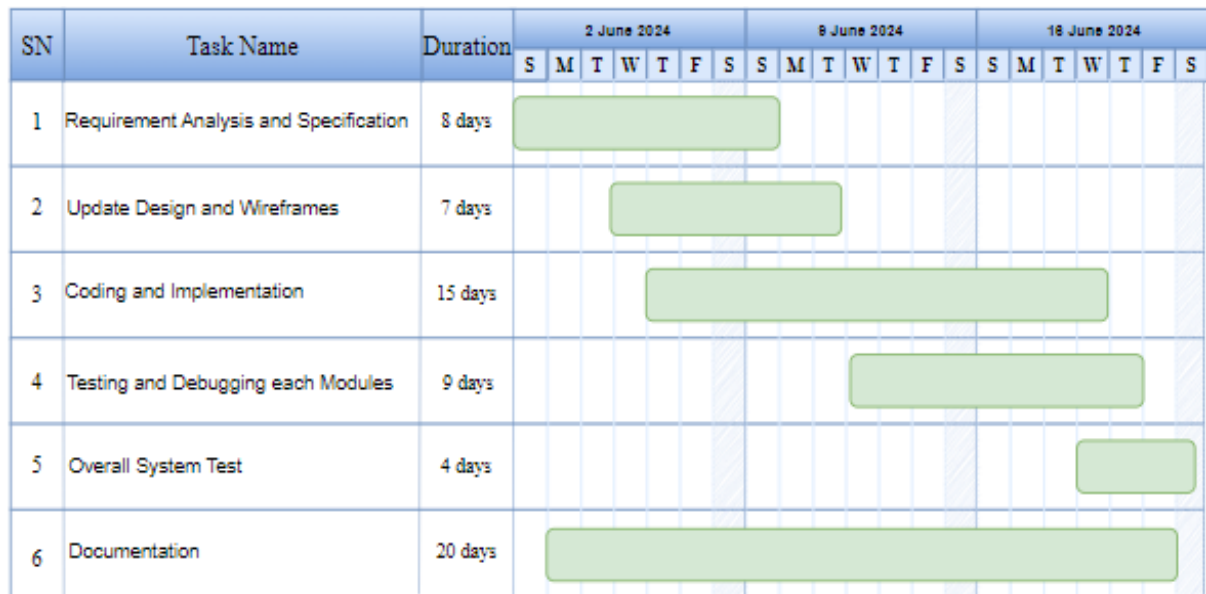 SN Task Name Duration 2 June 2024 9 June 2024 16 June 2024
S M T W T F S S M T W T F S S M T W T F S
1 Requirement Analysis and Specification 8 days
2 Update Design and Wireframes 7 days
3 Coding and Implementation 15 days
4 Testing and Debugging each Modules 9 days
5 Overall System Test 4 days
6 Documentation 20 days